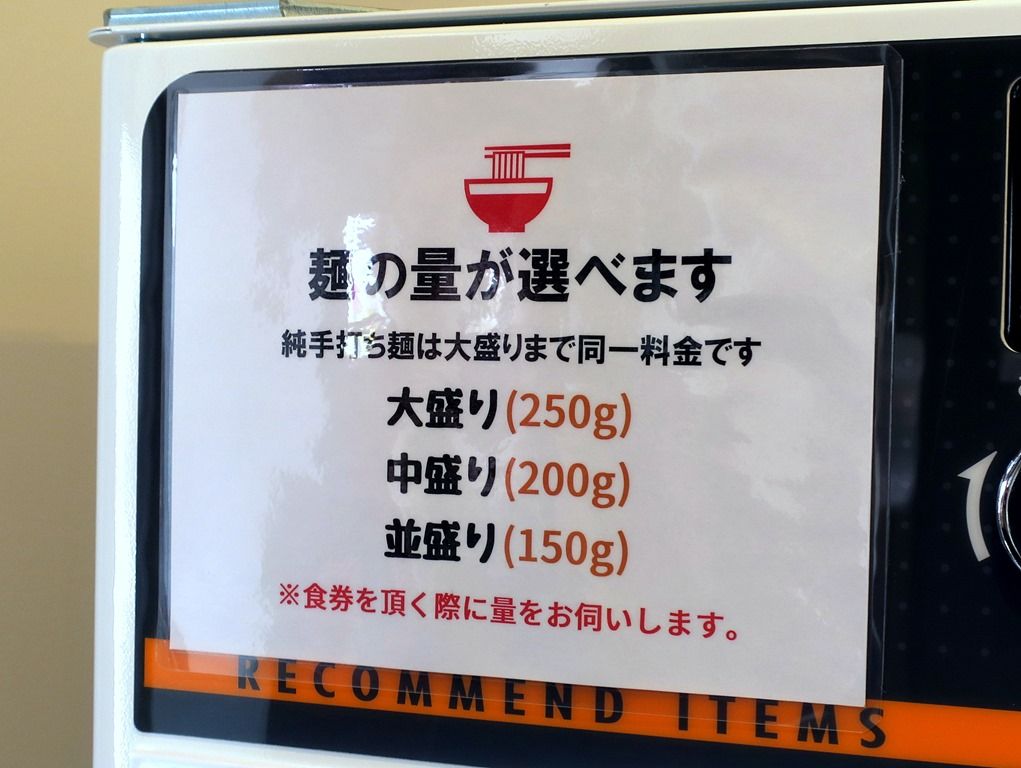 麺の量が選べます
純手打ち麺は大盛りまで同一料金です
大盛り(250g)
中盛り(200g)
並盛り(150g)
※食券を頂く際に量をお伺いします。
RECOMMEND ITEMS